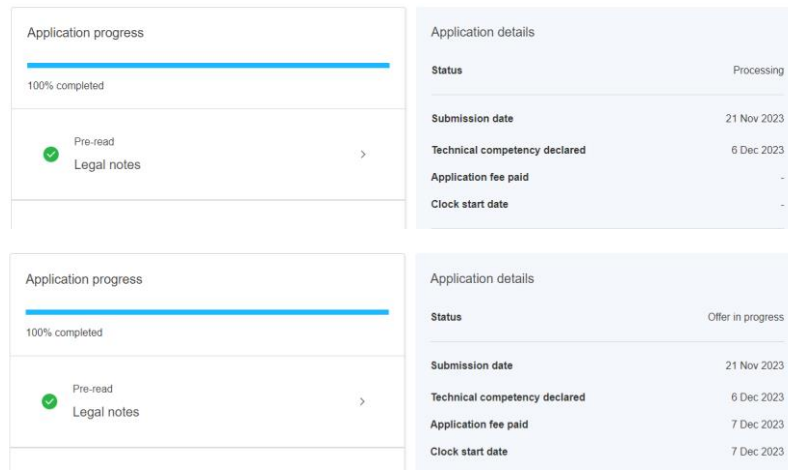 Application progress
100% completed
Pre-read
Legal notes
Application details
Status Processing
Submission date 21 Nov 2023
Technical competency declared 6 Dec 2023
Application fee paid -
Clock start date -
Application progress
100% completed
Pre-read
Legal notes
Application details
Status Offer in progress
Submission date 21 Nov 2023
Technical competency declared 6 Dec 2023
Application fee paid 7 Dec 2023
Clock start date 7 Dec 2023